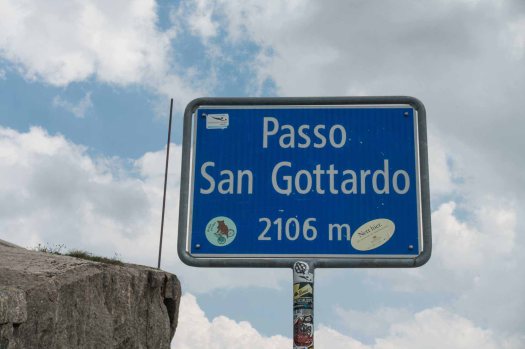 Passo
San Gottardo
2106 m